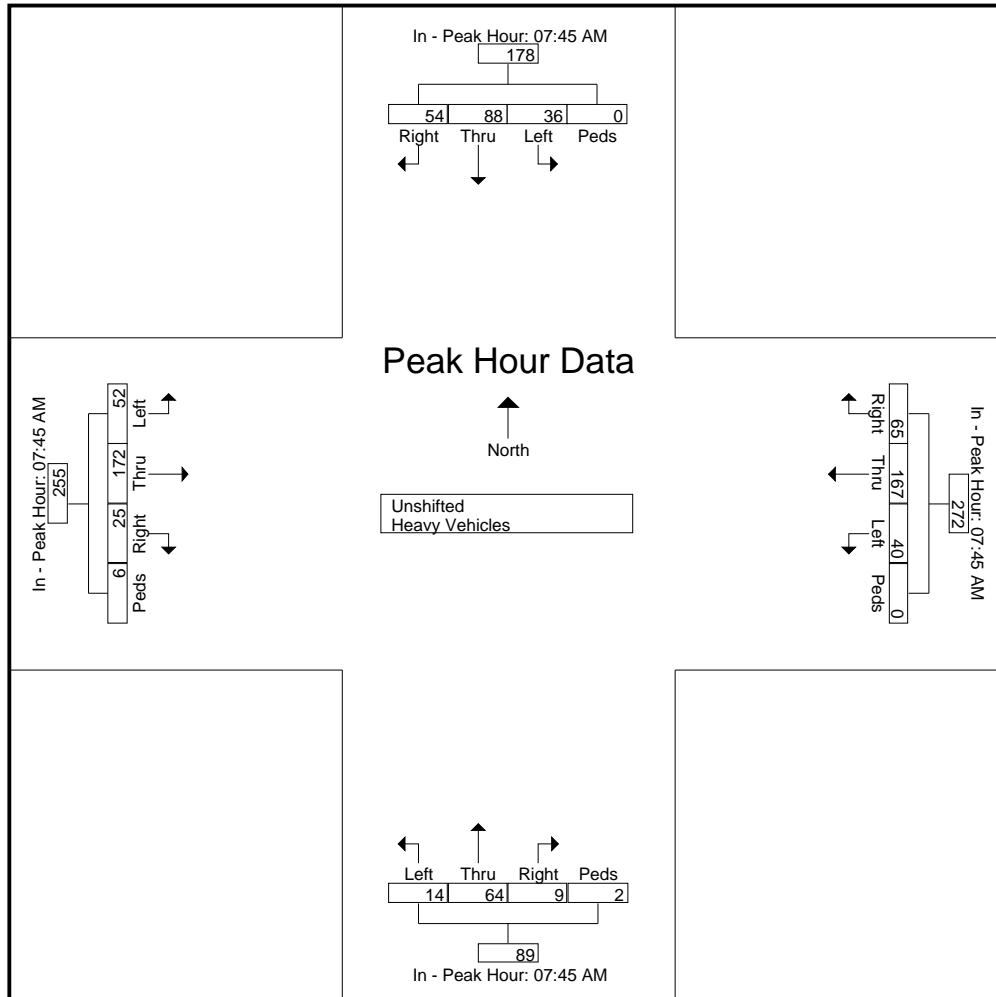 In - Peak Hour: 07:45 AM
178
54 88 36 0
Right Thru Left Peds
Peak Hour Data
North
Unshifted
Heavy Vehicles
In - Peak Hour: 07:45 AM
255
52 172 25 6
Left Thru Right Peds
Right Thru Left Peds
65 167 40 0
272
In - Peak Hour: 07:45 AM
Left Thru Right Peds
14 64 9 2
89
In - Peak Hour: 07:45 AM